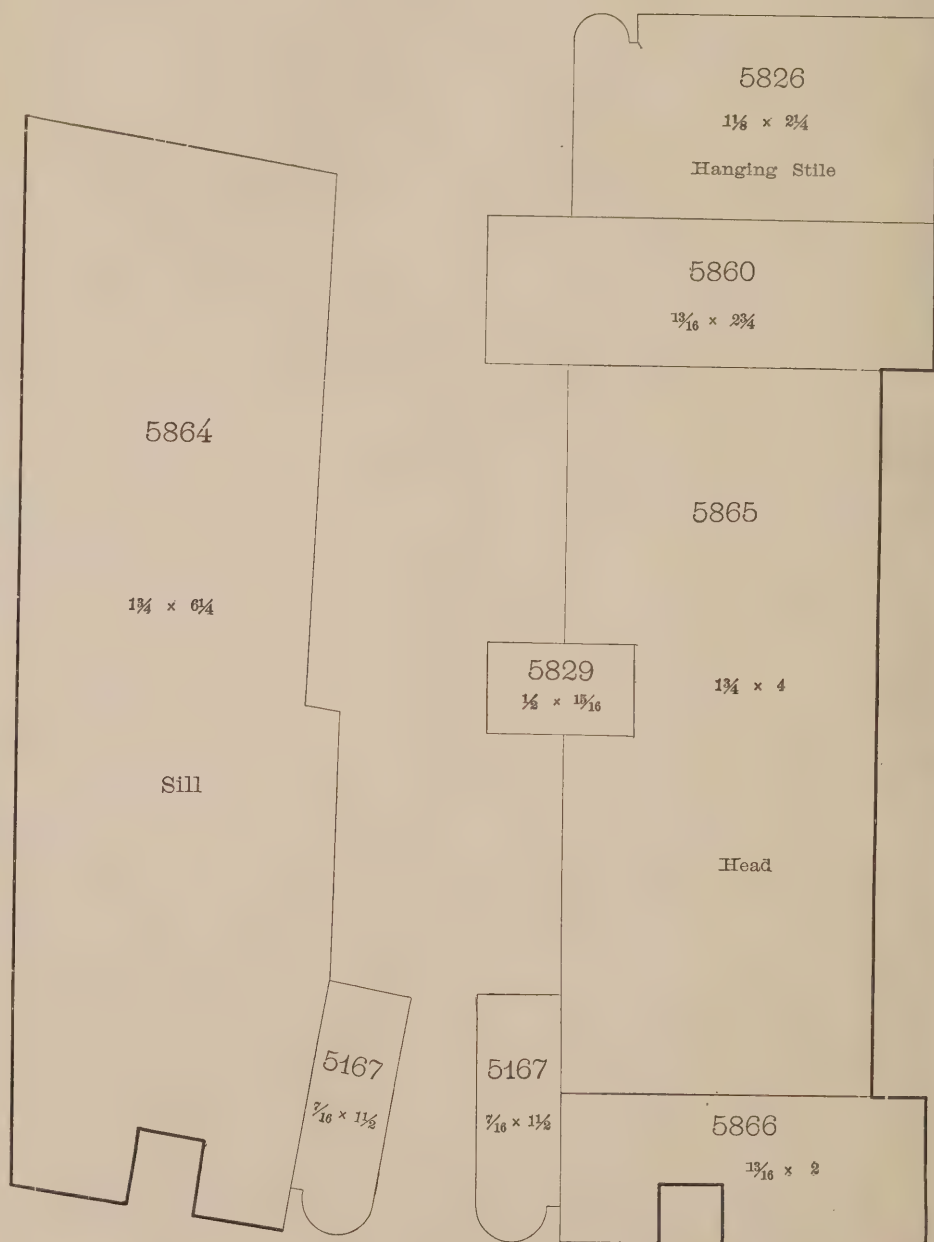 5826
1⅛ × 2¼
Hanging Stile
5860
13/16 × 2¾
5864
1¾ × 6¼
Sill
5865
1¾ × 4
Head
5829
½ × 15/16
5167
7/16 × 1½
5167
7/16 × 1½
5866
13/16 × 2